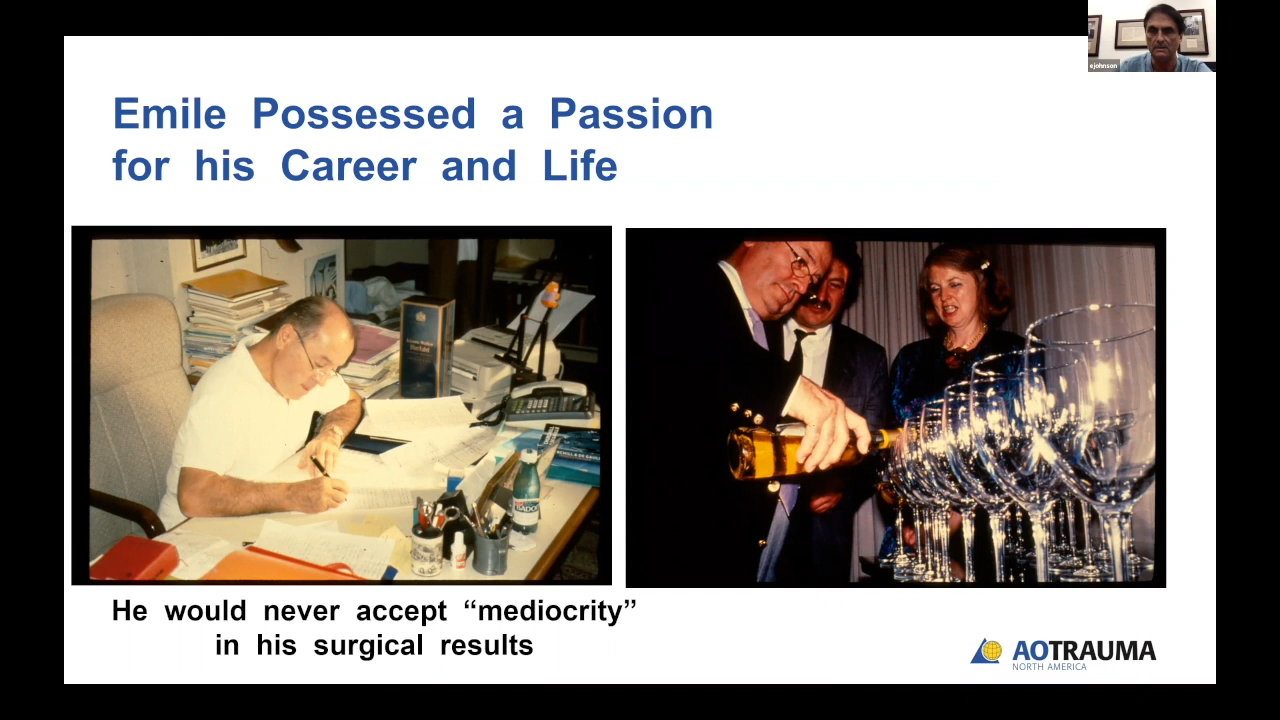 ejohnson
Emile Possessed a Passion
for his Career and Life
He would never accept “mediocrity”
in his surgical results
AOTRAUMA
NORTH AMERICA